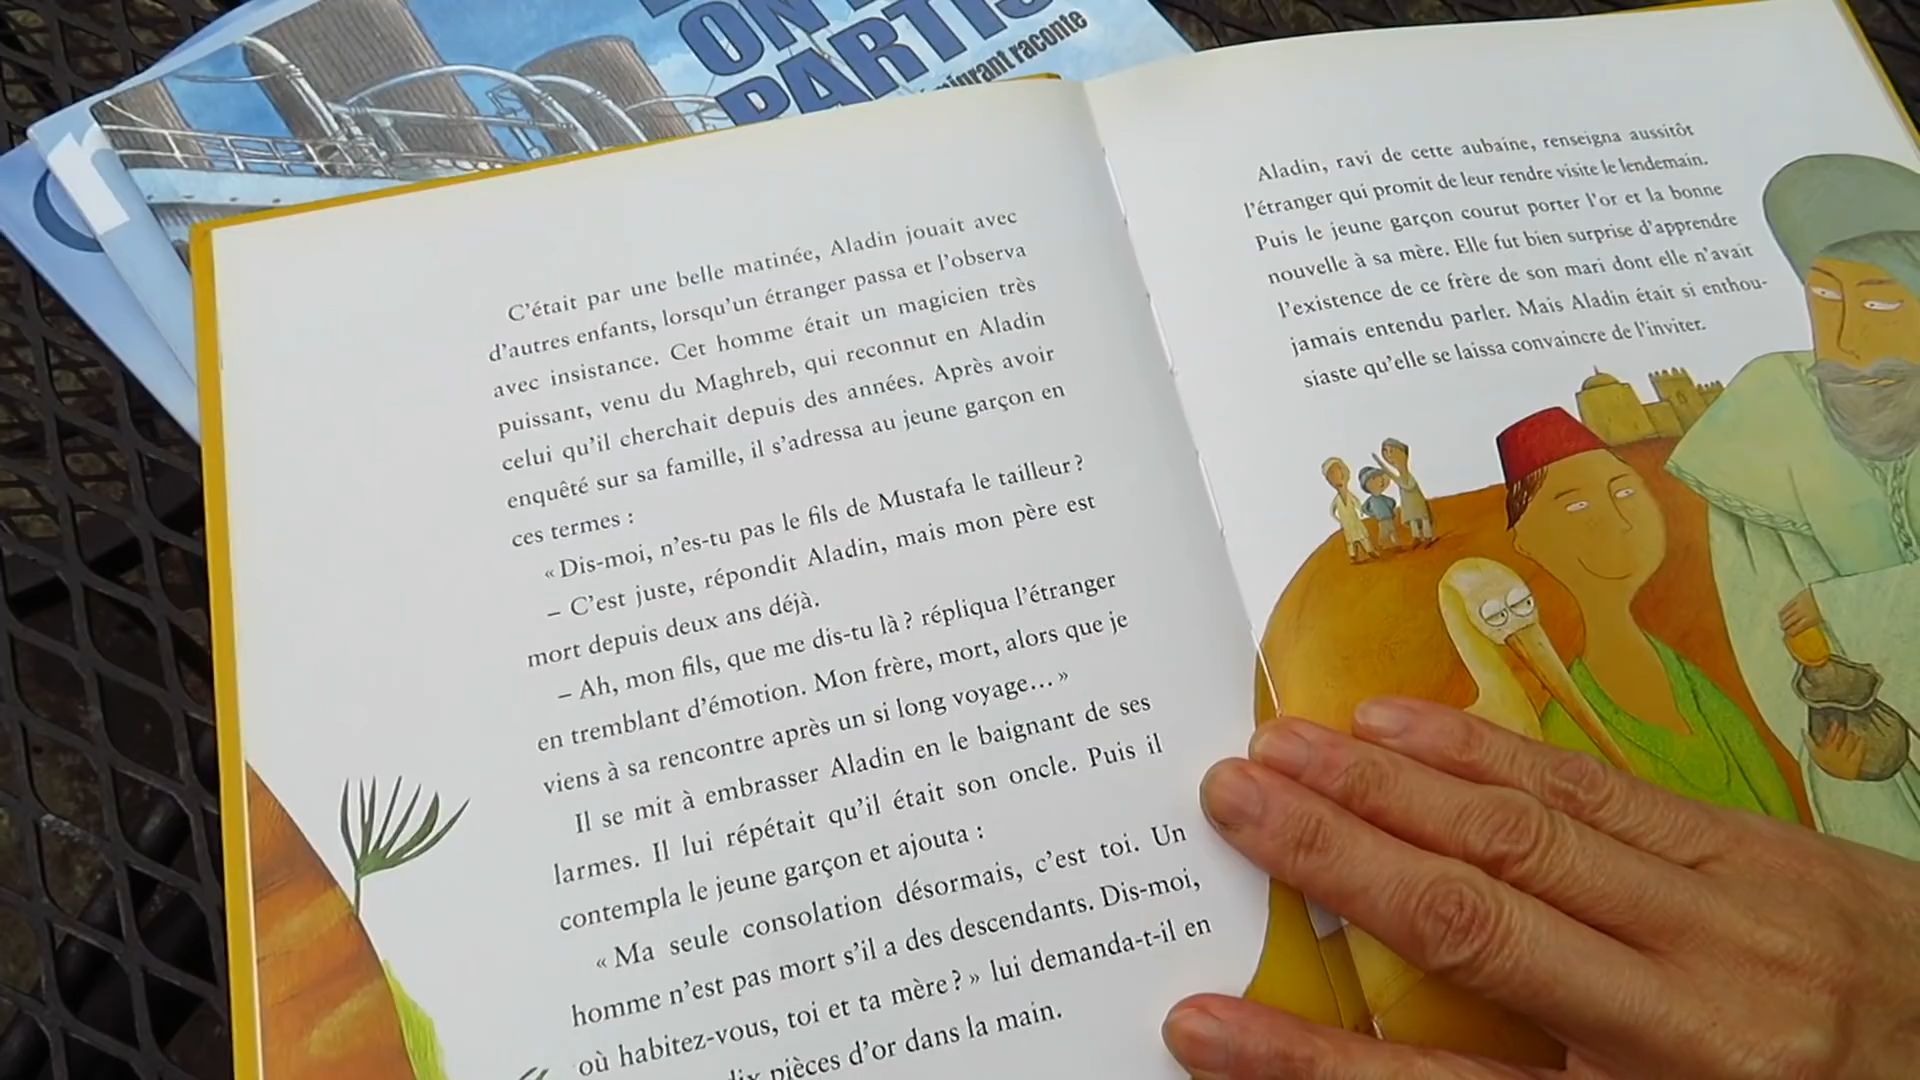 ON
PARTIS
migrant raconte
C'était par une belle matinée, Aladin jouait avec
d'autres enfants, lorsqu'un étranger passa et l'observa
avec insistance. Cet homme était un magicien très
puissant, venu du Maghreb, qui reconnut en Aladin
celui qu'il cherchait depuis des années. Après avoir
enquêté sur sa famille, il s'adressa au jeune garçon en
ces termes :
« Dis-moi, n'es-tu pas le fils de Mustafa le tailleur ?
– C'est juste, répondit Aladin, mais mon père est
mort depuis deux ans déjà.
– Ah, mon fils, que me dis-tu là ? répliqua l'étranger
en tremblant d'émotion. Mon frère, mort, alors que je
viens à sa rencontre après un si long voyage... »
Il se mit à embrasser Aladin en le baignant de ses
larmes. Il lui répétait qu'il était son oncle. Puis il
contempla le jeune garçon et ajouta :
« Ma seule consolation désormais, c'est toi. Un
homme n'est pas mort s'il a des descendants. Dis-moi,
où habitez-vous, toi et ta mère ? » lui demanda-t-il en
dix pièces d'or dans la main.
Aladin, ravi de cette aubaine, renseigna aussitôt
l'étranger qui promit de leur rendre visite le lendemain.
Puis le jeune garçon courut porter l'or et la bonne
nouvelle à sa mère. Elle fut bien surprise d'apprendre
l'existence de ce frère de son mari dont elle n'avait
jamais entendu parler. Mais Aladin était si enthou-
siaste qu'elle se laissa convaincre de l'inviter.